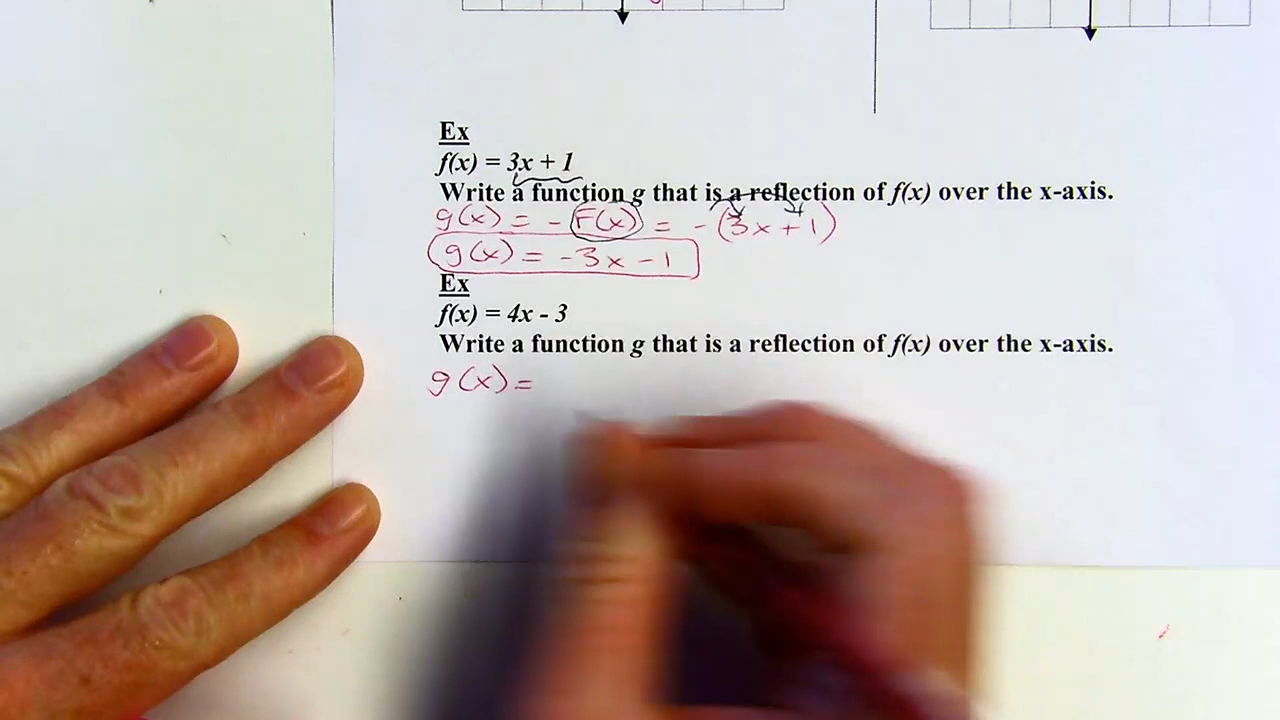 Ex
f(x) = 3x + 1
Write a function g that is a reflection of f(x) over the x-axis.
g(x) = -F(x) = -(3x+1)
g(x) = -3x -1
Ex
f(x) = 4x - 3
Write a function g that is a reflection of f(x) over the x-axis.
g(x) =